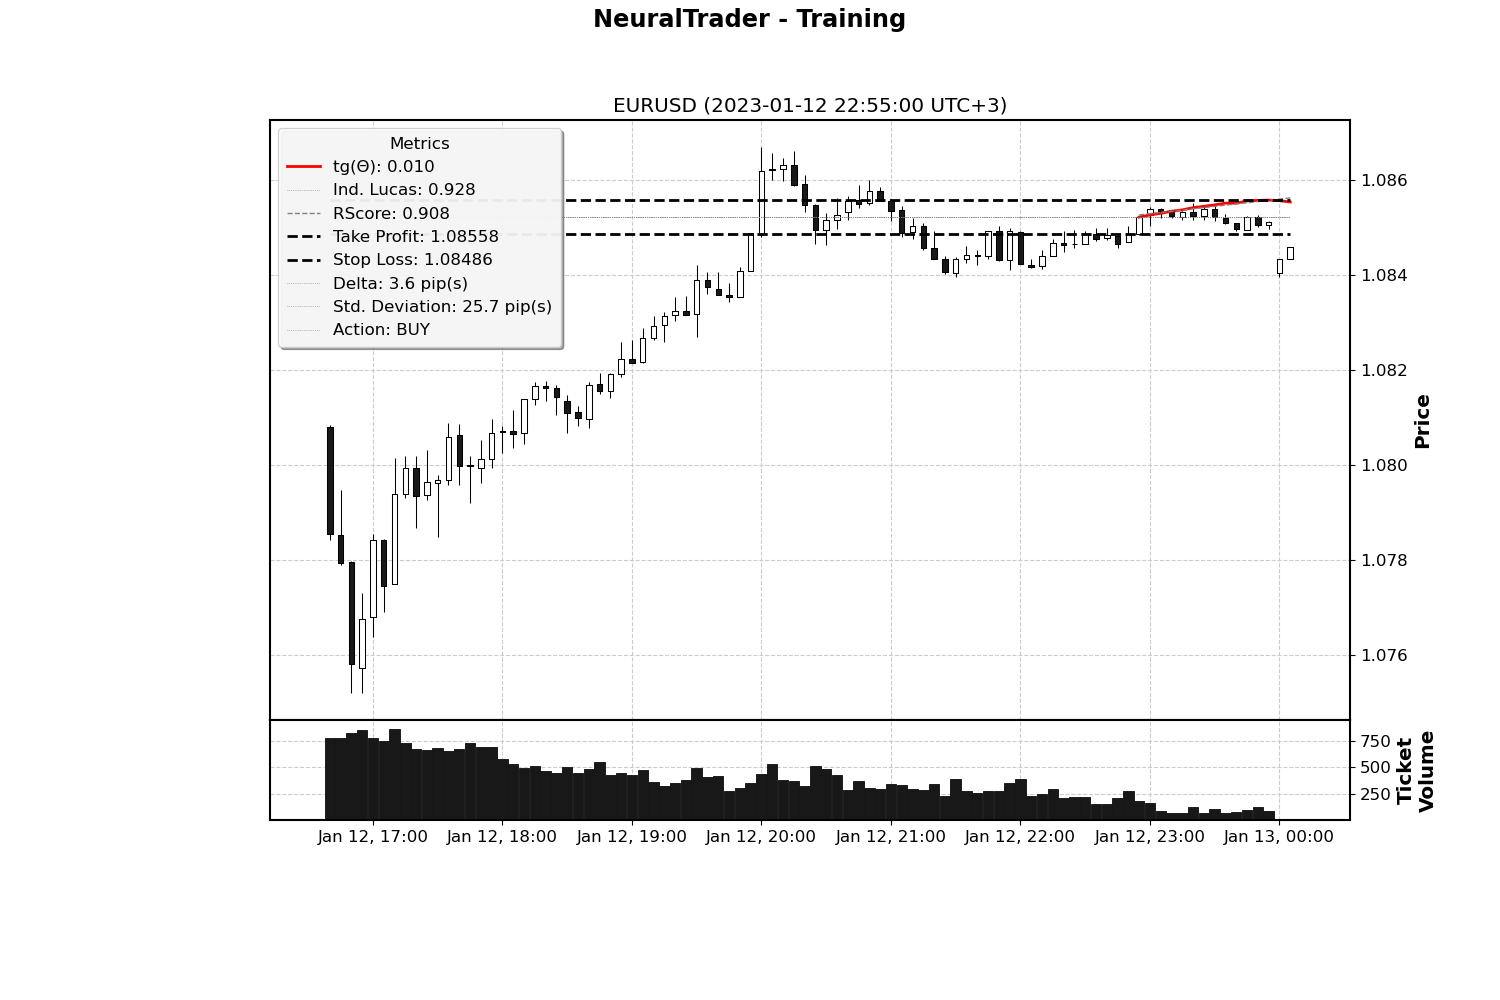 NeuralTrader - Training
EURUSD (2023-01-12 22:55:00 UTC+3)
Metrics
tg(Θ): 0.010
Ind. Lucas: 0.928
RScore: 0.908
Take Profit: 1.08558
Stop Loss: 1.08486
Delta: 3.6 pip(s)
Std. Deviation: 25.7 pip(s)
Action: BUY
1.086
1.084
1.082
1.080
1.078
1.076
Price
750
500
250
Ticket
Volume
Jan 12, 17:00
Jan 12, 18:00
Jan 12, 19:00
Jan 12, 20:00
Jan 12, 21:00
Jan 12, 22:00
Jan 12, 23:00
Jan 13, 00:00